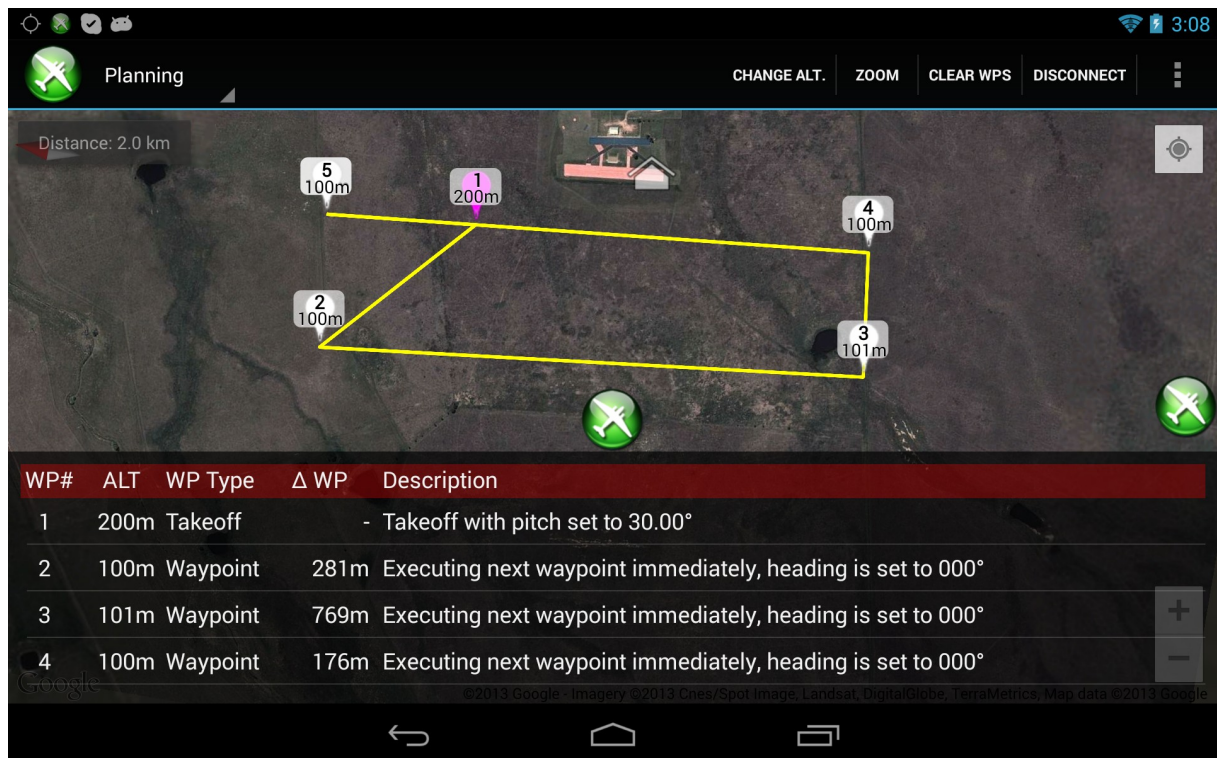 3:08
Planning
CHANGE ALT.
ZOOM
CLEAR WPS
DISCONNECT
Distance: 2.0 km
5
100m
1
200m
4
100m
2
100m
3
101m
WP# ALT WP Type Δ WP Description
1 200m Takeoff - Takeoff with pitch set to 30.00°
2 100m Waypoint 281m Executing next waypoint immediately, heading is set to 000°
3 101m Waypoint 769m Executing next waypoint immediately, heading is set to 000°
4 100m Waypoint 176m Executing next waypoint immediately, heading is set to 000°
Google
©2013 Google - Imagery ©2013 Cnes/Spot Image, Landsat, DigitalGlobe, TerraMetrics, Map data ©2013 Google